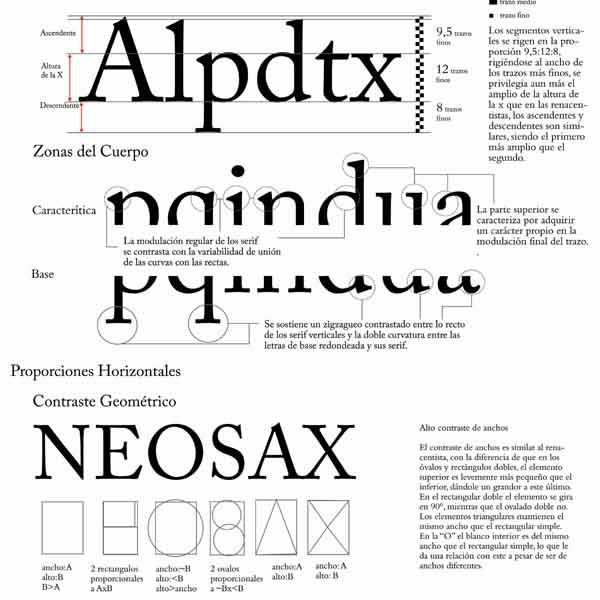 trazo medio
trazo fino
Ascendente
Altura
de la X
Descendente
Alpdtx
9,5 trazos
finos
12 trazos
finos
8 trazos
finos
Los segmentos vertica-
les se rigen en la pro-
porción 9,5:12:8,
rigiéndose al ancho de
los trazos más finos, se
privilegia aun más el
amplio de la altura de
la x que en las renacen-
tistas, los ascendentes y
descendentes son simi-
lares, siendo el primero
más amplio que el
segundo.
Zonas del Cuerpo
Caracterítica
pqindua
La parte superior se
caracteriza por adquirir
un carácter propio en la
modulación final del trazo.
.
La modulación regular de los serif
se contrasta con la variabilidad de unión
de las curvas con las rectas.
Base
pqindua
Se sostiene un zigzagueo contrastado entre lo recto
de los serif verticales y la doble curvatura entre las
letras de base redondeada y sus serif.
Proporciones Horizontales
Contraste Geométrico
NEOSAX
ancho:A
alto:B
B>A
2 rectangulos
proporcionales
a AxB
ancho:~B
alto:<B
alto>ancho
2 ovalos
proporcionales
a ~Bx<B
ancho:A
alto:B
ancho:A
alto: B
Alto contraste de anchos
El contraste de anchos es similar al rena-
centista, con la diferencia de que en los
óvalos y rectángulos dobles, el elemento
superior es levemente más pequeño que el
inferior, dándole un grandor a este último.
En el rectangular doble el elemento se gira
en 90º, mientras que el ovalado doble no.
Los elementos triangulares mantienen el
mismo ancho que el rectangular simple.
En la “O” el blanco interior es del mismo
ancho que el rectangular simple, lo que le
da una relación con este a pesar de ser de
anchos diferentes.